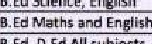 B.Ed Science, English
B.Ed Maths and English
B.Ed, D.Ed All subjects